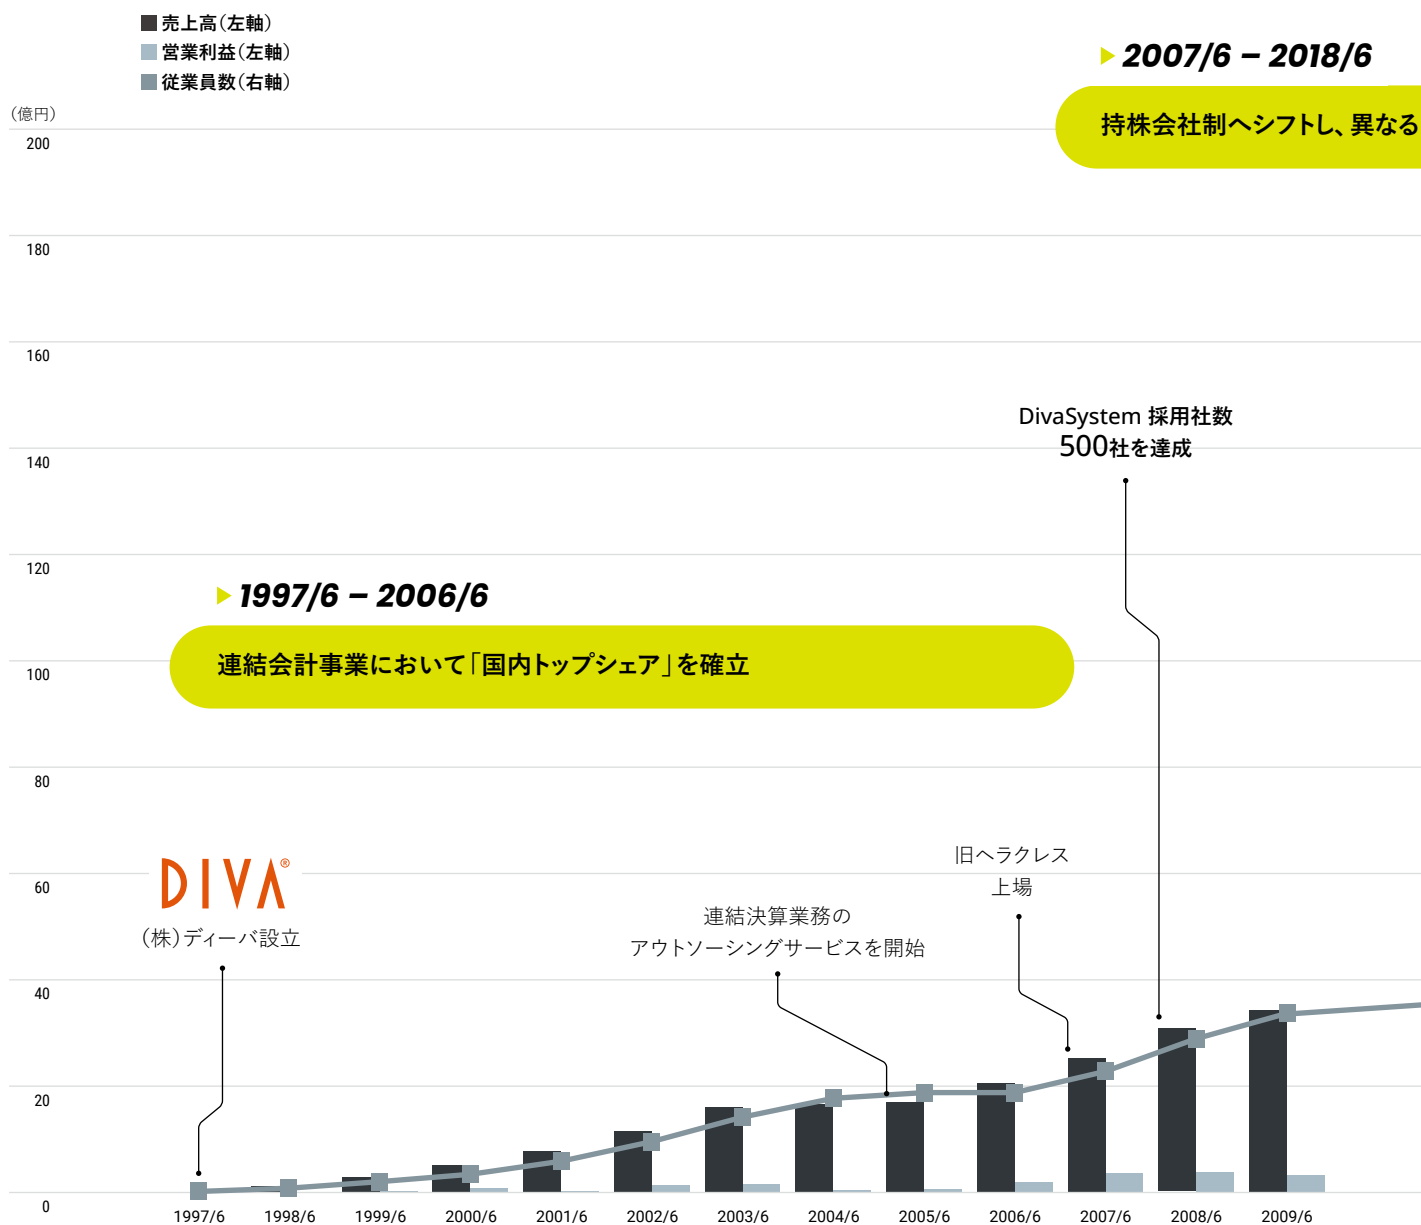 売上高（左軸）
営業利益（左軸）
従業員数（右軸）
（億円）
▶ 2007/6 – 2018/6
持株会社制へシフトし、異なる
200
180
160
140
120
100
80
60
40
20
0
DivaSystem 採用社数
500社を達成
▶ 1997/6 – 2006/6
連結会計事業において「国内トップシェア」を確立
DIVA®
（株）ディーバ設立
連結決算業務の
アウトソーシングサービスを開始
旧ヘラクレス
上場
1997/6 1998/6 1999/6 2000/6 2001/6 2002/6 2003/6 2004/6 2005/6 2006/6 2007/6 2008/6 2009/6